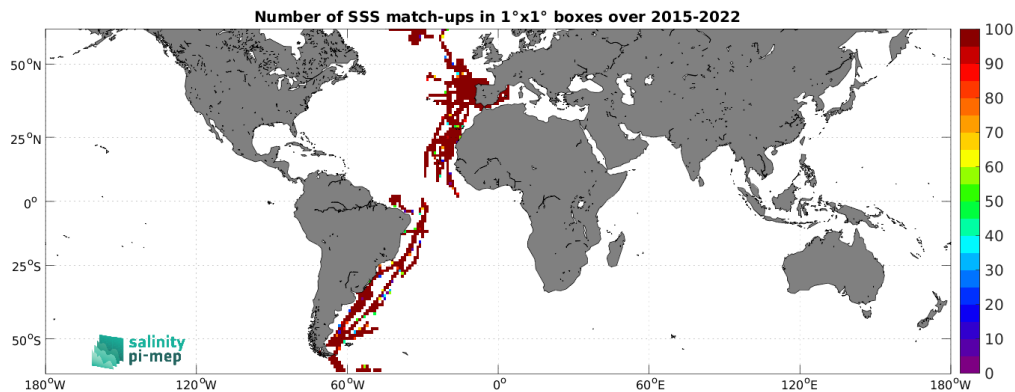 Number of SSS match-ups in 1°x1° boxes over 2015-2022
50°N
25°N
0°
25°S
50°S
180°W
120°W
60°W
0°
60°E
120°E
180°W
100
90
80
70
60
50
40
30
20
10
0
salinity
pi-mep